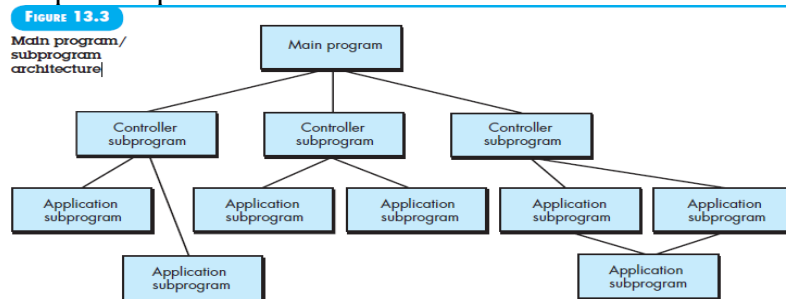 FIGURE 13.3
Main program/
subprogram
architecture
Main program
Controller
subprogram
Controller
subprogram
Controller
subprogram
Application
subprogram
Application
subprogram
Application
subprogram
Application
subprogram
Application
subprogram
Application
subprogram
Application
subprogram